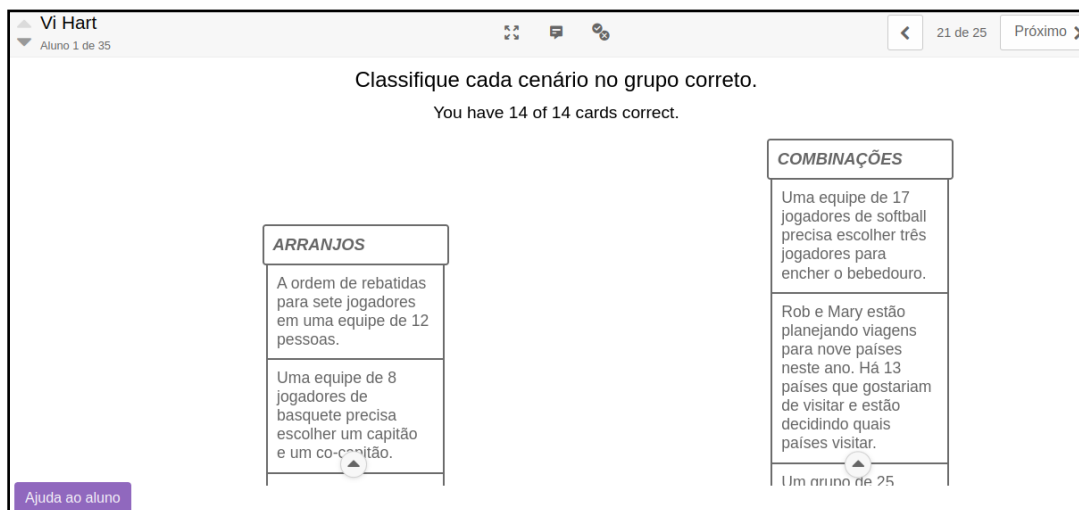 Vi Hart
Aluno 1 de 35
21 de 25
Próximo
Classifique cada cenário no grupo correto.
You have 14 of 14 cards correct.
ARRANJOS
A ordem de rebatidas
para sete jogadores
em uma equipe de 12
pessoas.
Uma equipe de 8
jogadores de
basquete precisa
escolher um capitão
e um co-capitão.
COMBINAÇÕES
Uma equipe de 17
jogadores de softball
precisa escolher três
jogadores para
encher o bebedouro.
Rob e Mary estão
planejando viagens
para nove países
neste ano. Há 13
países que gostariam
de visitar e estão
decidindo quais
países visitar.
Um grupo de 25
Ajuda ao aluno